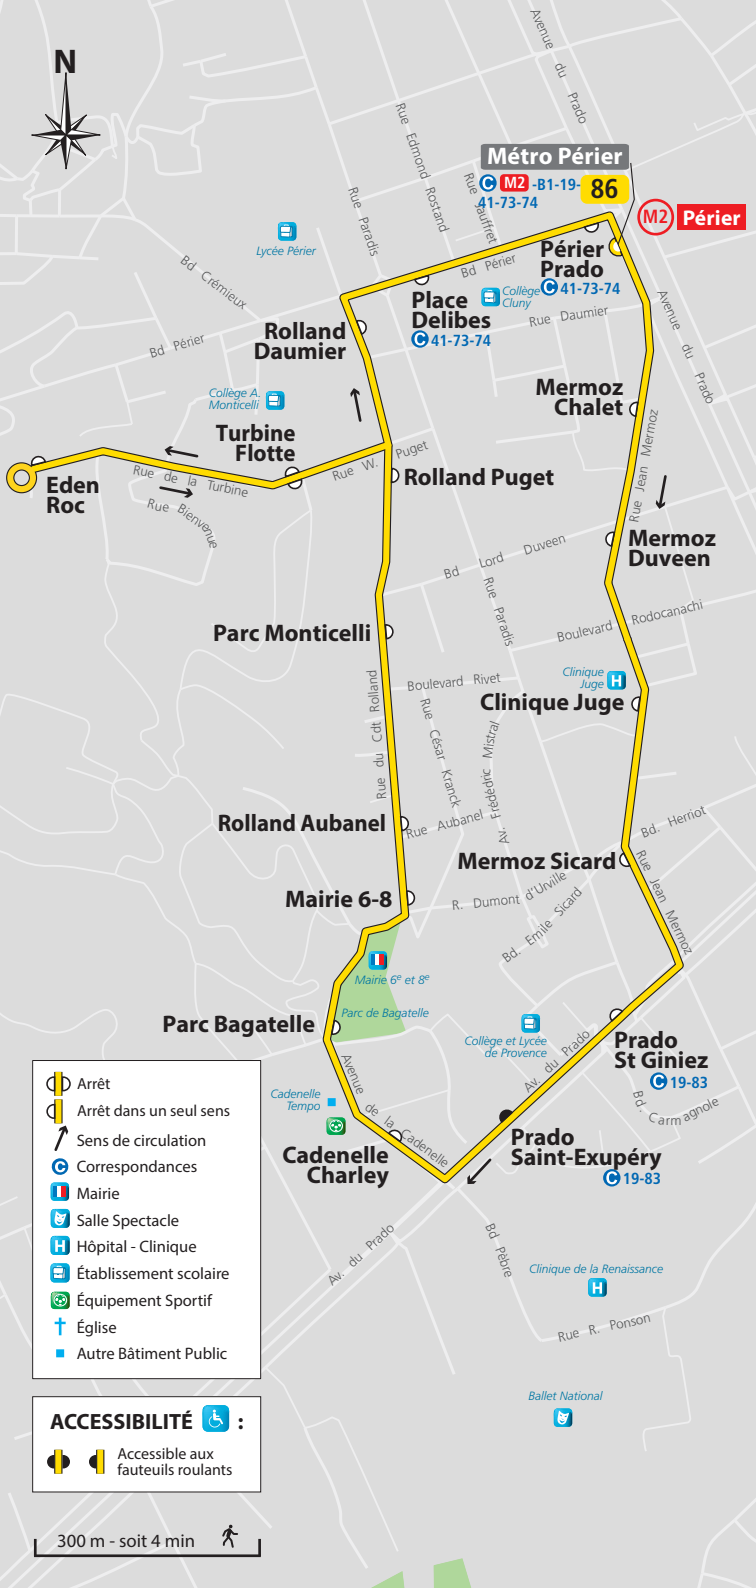 N
Avenue du Prado
Rue Edmond Rostand
Rue Jauffret
Rue Paradis
Métro Périer
C M2 -B1-19-
41-73-74
86
M2 Périer
Lycée Périer
Bd Crémieux
Bd Périer
Périer
Prado
C 41-73-74
Place
Delibes
C 41-73-74
Collège
Cluny
Rue Daumier
Avenue du Prado
Rolland
Daumier
Bd Périer
Collège A.
Monticelli
Mermoz
Chalet
Turbine
Flotte
Rue W. Puget
Rolland Puget
Rue Jean Mermoz
Eden
Roc
Rue de la Turbine
Rue Bienvenue
Mermoz
Duveen
Bd Lord Duveen
Rue Paradis
Boulevard Rodocanachi
Parc Monticelli
Clinique
Juge
H
Clinique Juge
Boulevard Rivet
Rue du Cdt Rolland
Rue César Kranck
Av. Frédéric Mistral
Rolland Aubanel
Rue Aubanel
Bd. Herriot
Mermoz Sicard
Rue Jean Mermoz
Mairie 6-8
R. Dumont d'Urville
Bd. Emile Sicard
Mairie 6e et 8e
Parc de Bagatelle
Parc Bagatelle
Collège et Lycée
de Provence
Av. du Prado
Prado
St Giniez
C 19-83
Bd. Carmagnole
Avenue de la Cadenelle
Cadenelle
Tempo
Cadenelle
Charley
Prado
Saint-Exupéry
C 19-83
Av. du Prado
Bd Pèbre
Clinique de la Renaissance
H
Rue R. Ponson
Ballet National
Arrêt
Arrêt dans un seul sens
Sens de circulation
C Correspondances
Mairie
Salle Spectacle
H Hôpital - Clinique
Établissement scolaire
Équipement Sportif
Église
Autre Bâtiment Public
ACCESSIBILITÉ :
Accessible aux
fauteuils roulants
300 m - soit 4 min